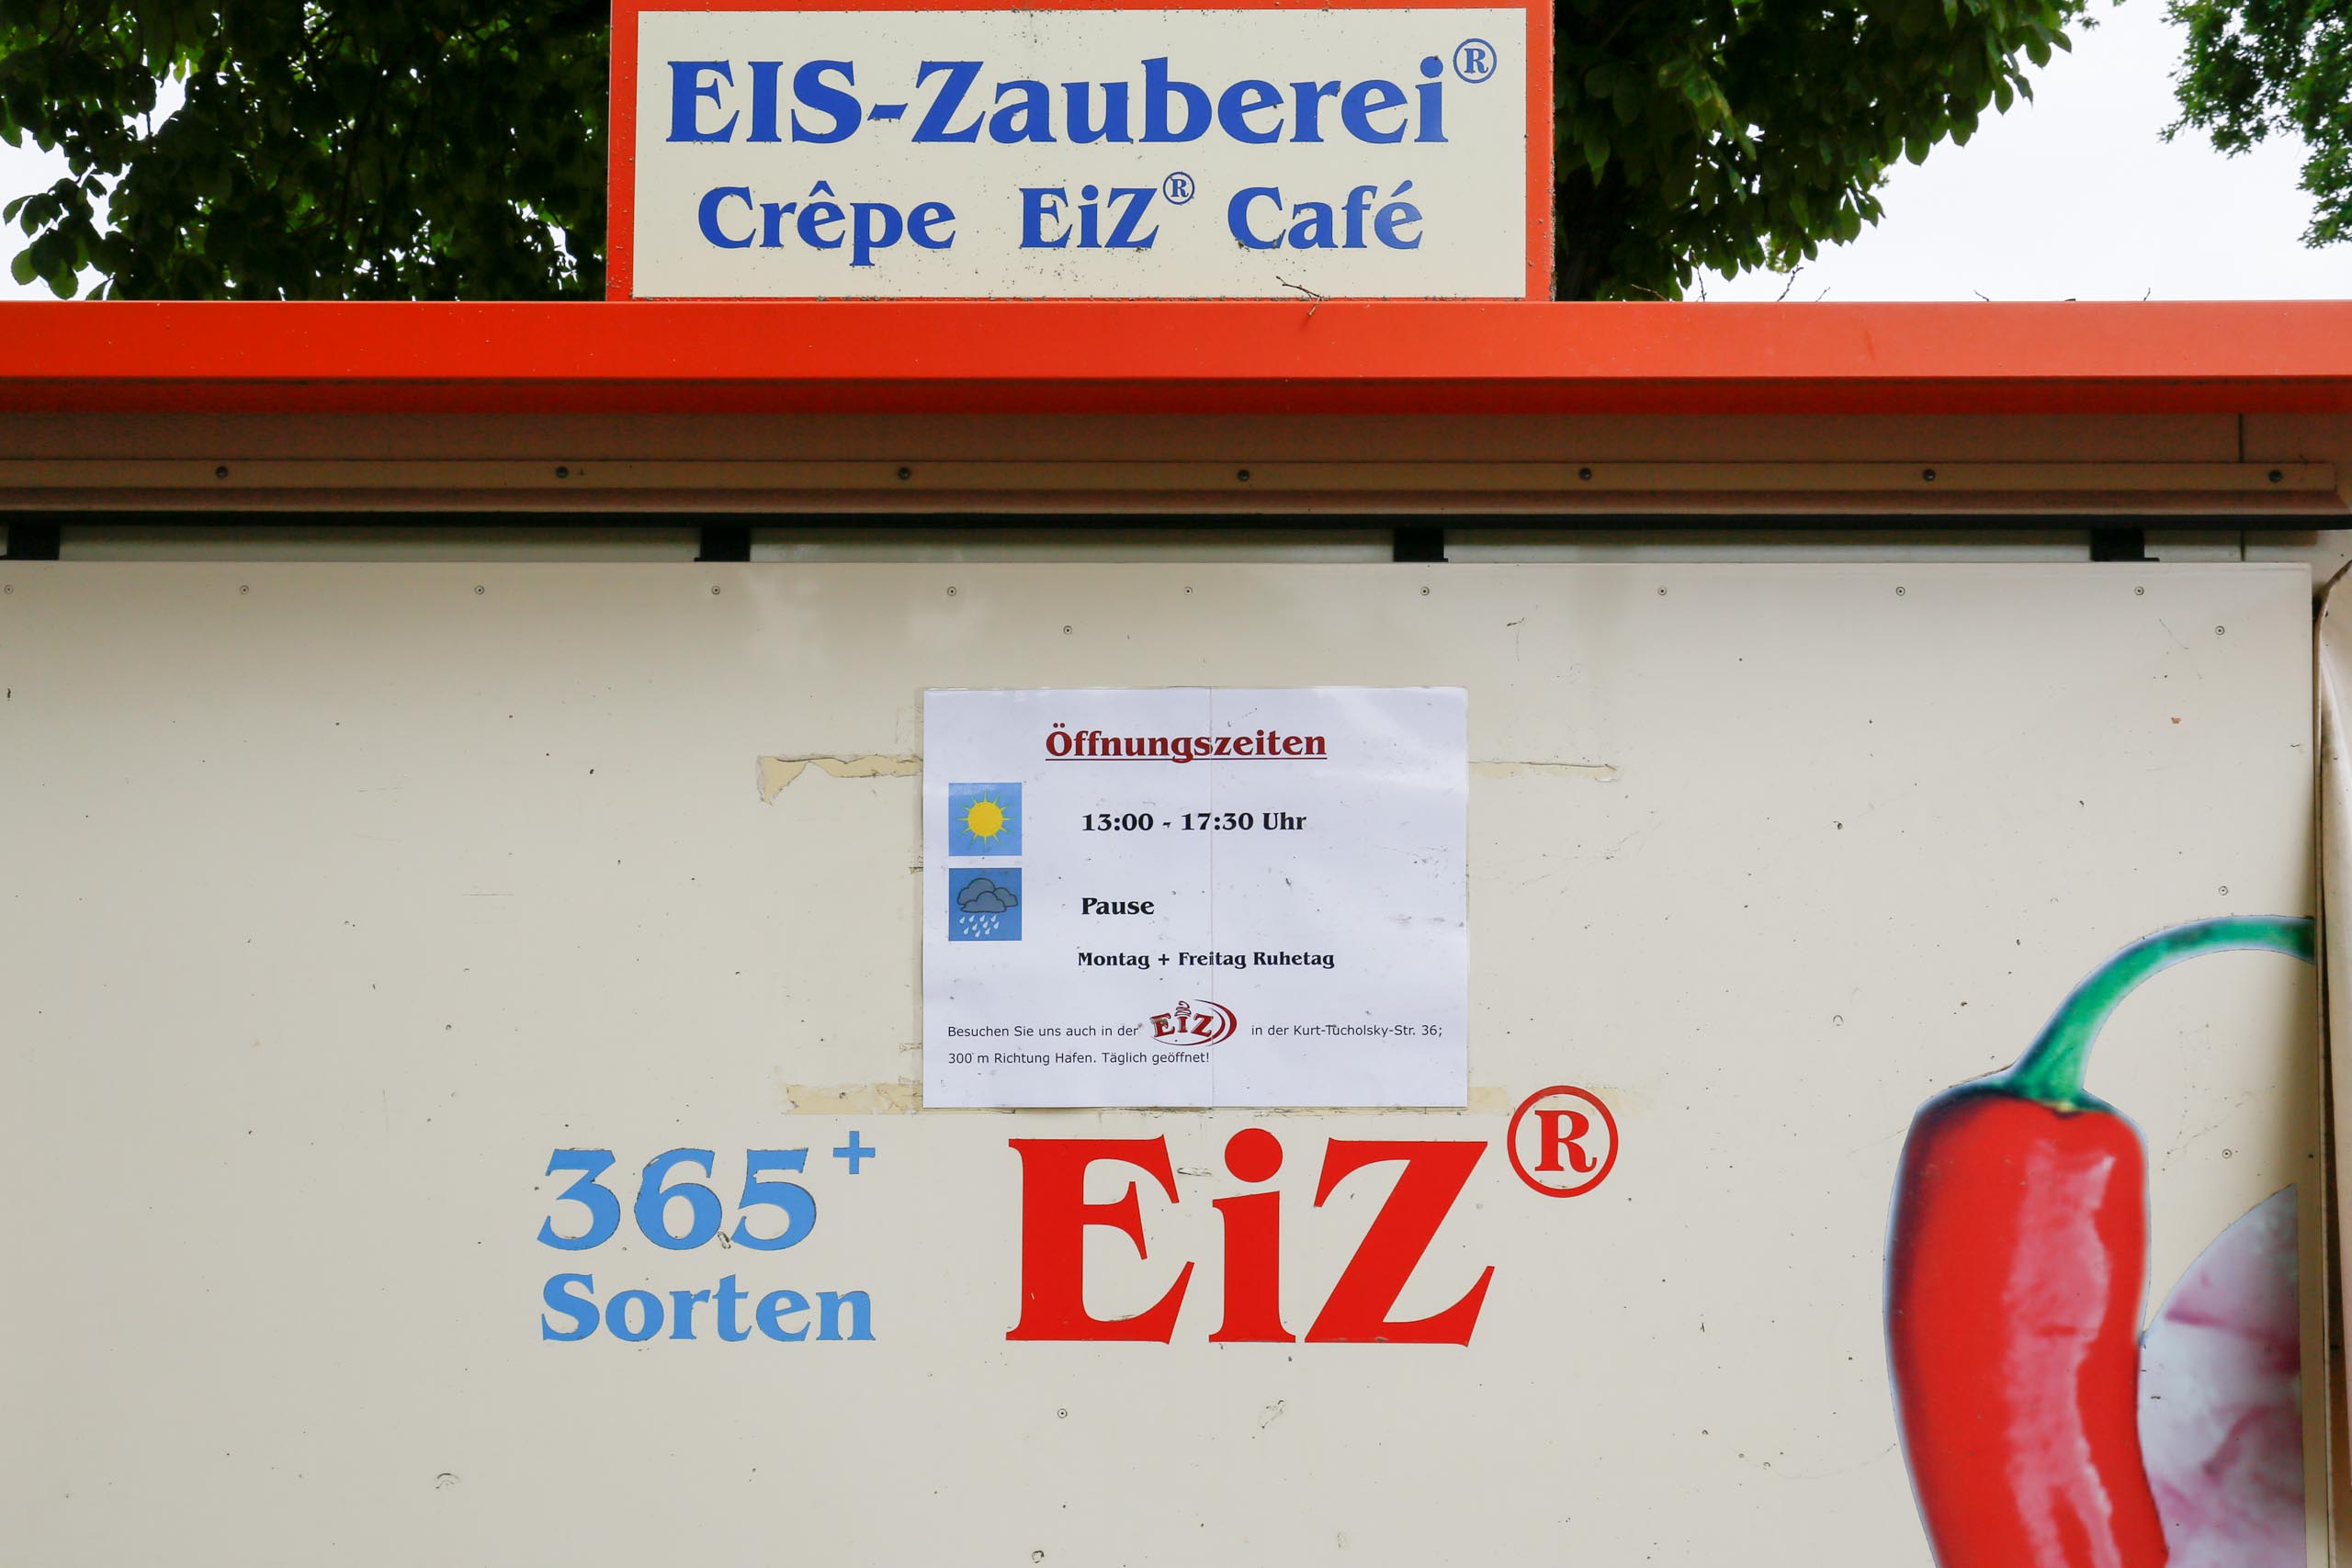 EIS-Zauberei®
Crêpe EiZ® Café
Öffnungszeiten
13:00 - 17:30 Uhr
Pause
Montag + Freitag Ruhetag
Besuchen Sie uns auch in der EiZ in der Kurt-Tucholsky-Str. 36;
300 m Richtung Hafen. Täglich geöffnet!
365+
Sorten
EiZ®